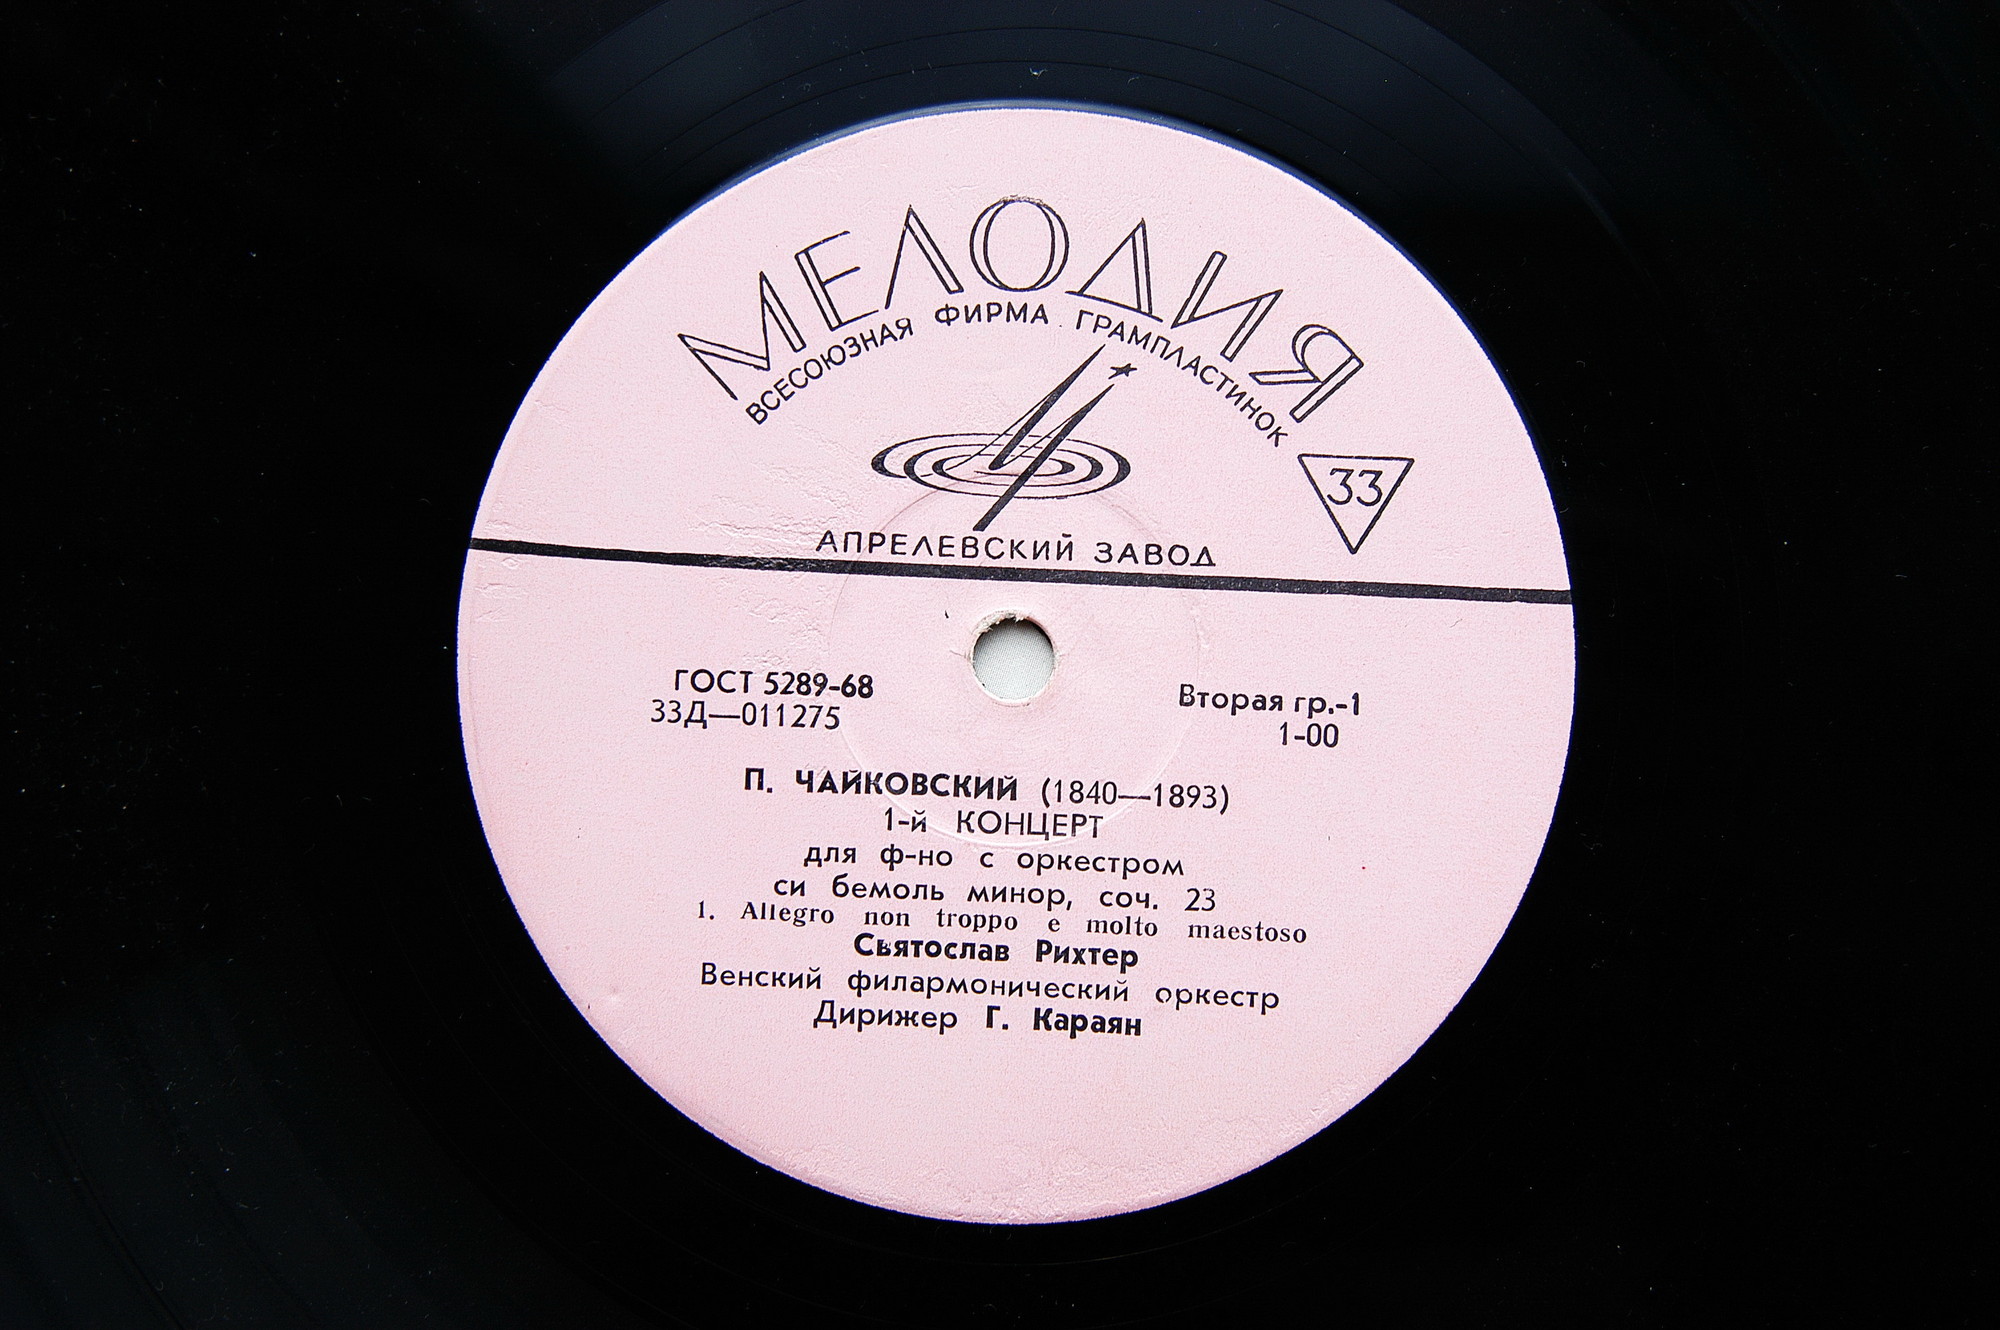 МЕЛОДИЯ
ВСЕСОЮЗНАЯ ФИРМА ГРАМПЛАСТИНОК
33
АПРЕЛЕВСКИЙ ЗАВОД
ГОСТ 5289-68
33Д—011275
Вторая гр.-1
1-00
П. ЧАЙКОВСКИЙ (1840—1893)
1-й КОНЦЕРТ
для ф-но с оркестром
си бемоль минор, соч. 23
1. Allegro non troppo e molto maestoso
Святослав Рихтер
Венский филармонический оркестр
Дирижер Г. Караян